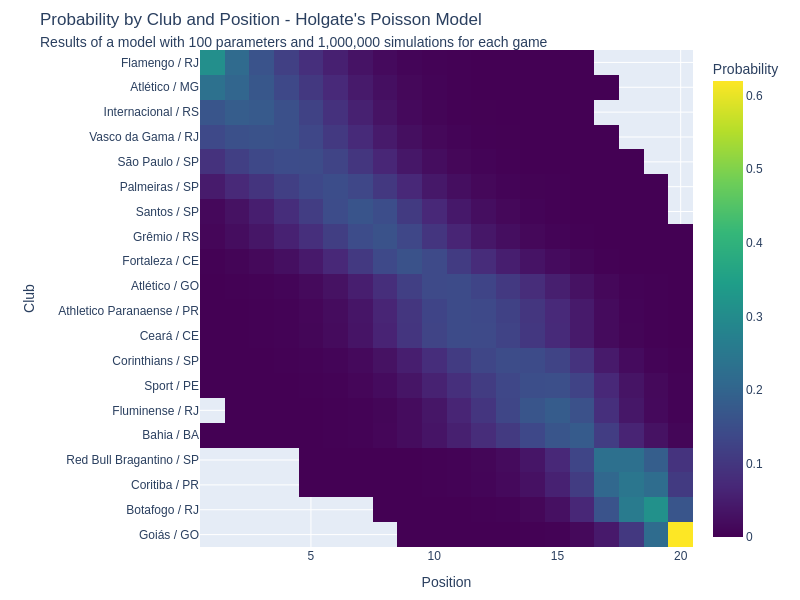 Probability by Club and Position - Holgate's Poisson Model
Results of a model with 100 parameters and 1,000,000 simulations for each game
Flamengo / RJ
Atlético / MG
Internacional / RS
Vasco da Gama / RJ
São Paulo / SP
Palmeiras / SP
Santos / SP
Grêmio / RS
Fortaleza / CE
Atlético / GO
Athletico Paranaense / PR
Ceará / CE
Corinthians / SP
Sport / PE
Fluminense / RJ
Bahia / BA
Red Bull Bragantino / SP
Coritiba / PR
Botafogo / RJ
Goiás / GO
Club
5
10
15
20
Position
Probability
0.6
0.5
0.4
0.3
0.2
0.1
0